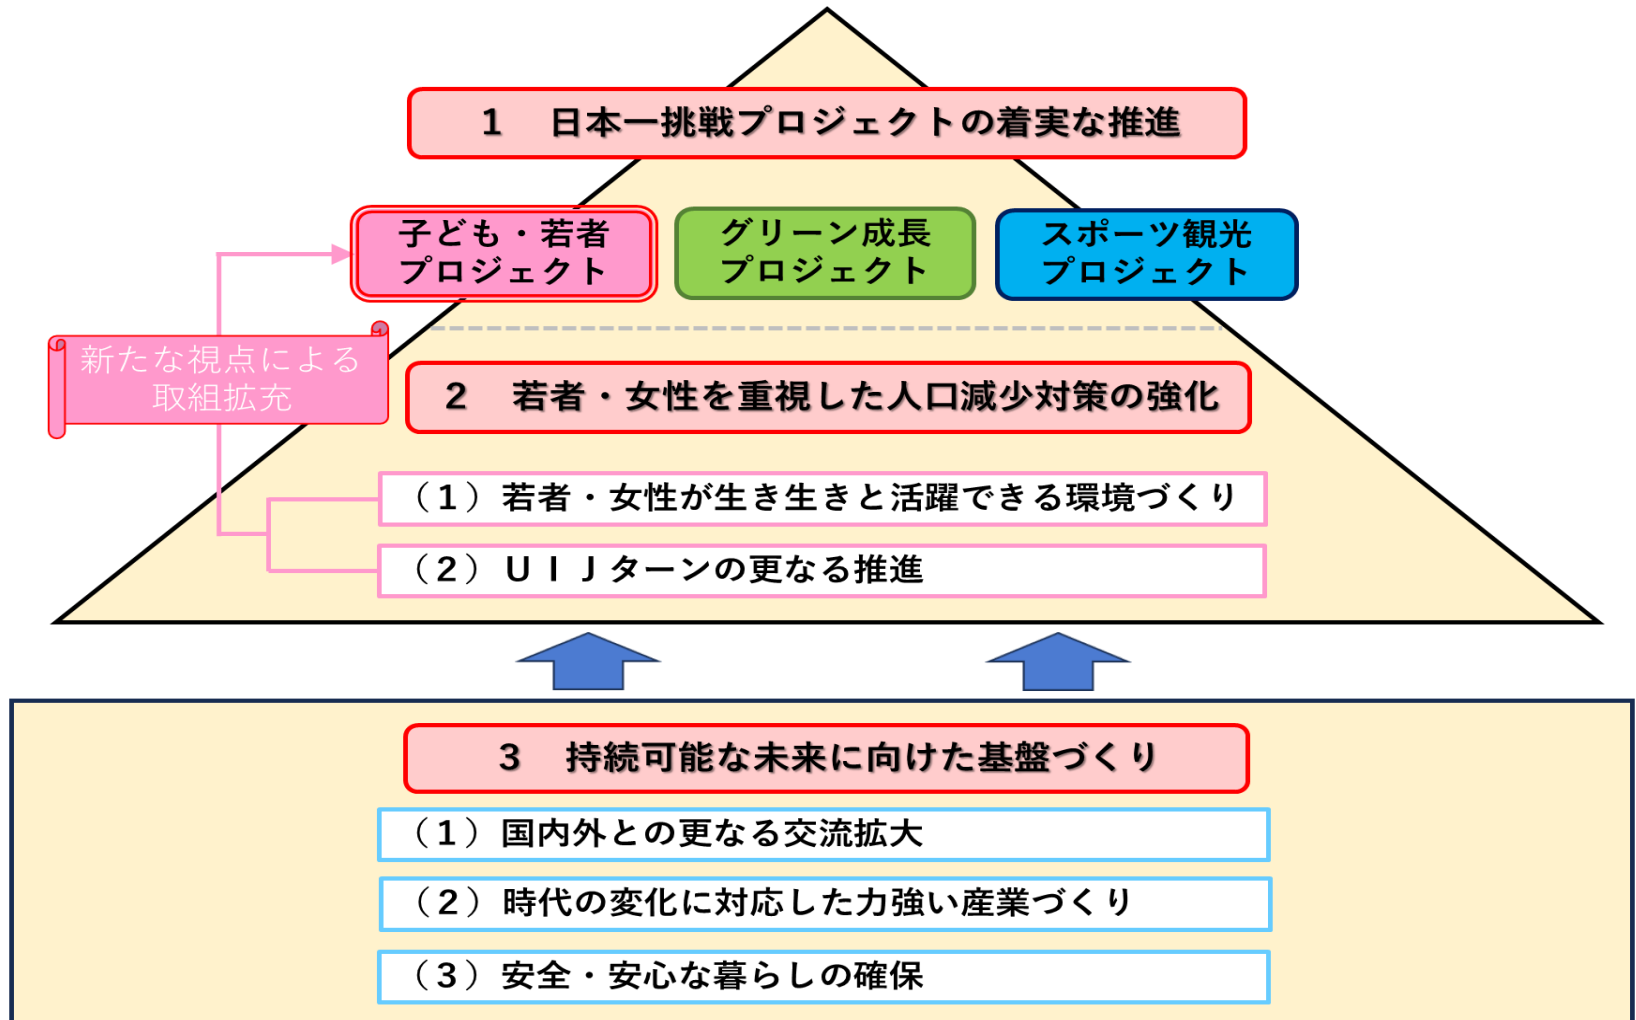 １　日本一挑戦プロジェクトの着実な推進
子ども・若者
プロジェクト
グリーン成長
プロジェクト
スポーツ観光
プロジェクト
新たな視点による
取組拡充
２　若者・女性を重視した人口減少対策の強化
（１）若者・女性が生き生きと活躍できる環境づくり
（２）ＵＩＪターンの更なる推進
３　持続可能な未来に向けた基盤づくり
（１）国内外との更なる交流拡大
（２）時代の変化に対応した力強い産業づくり
（３）安全・安心な暮らしの確保